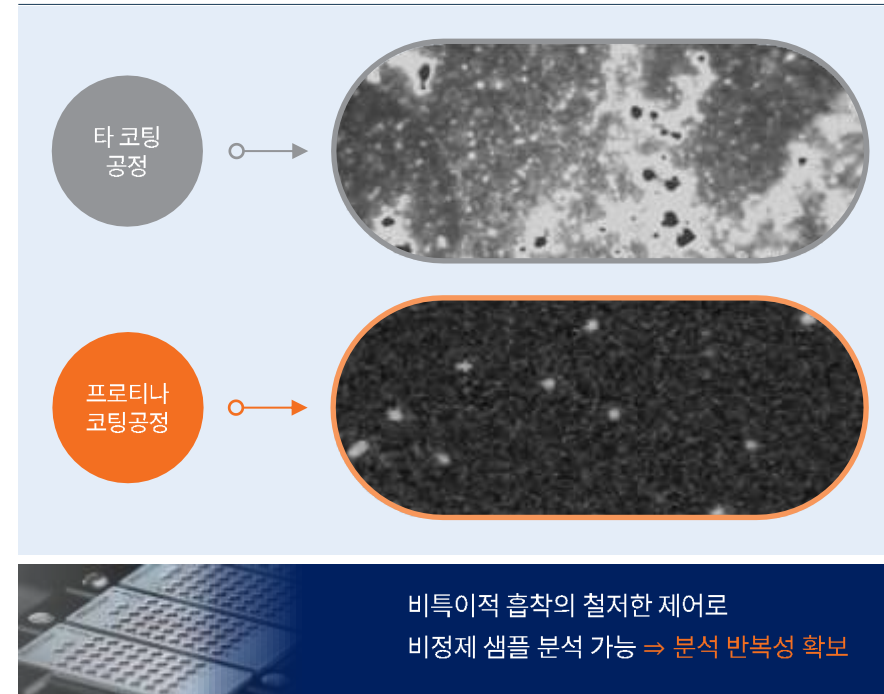 타 코팅
공정
프로티나
코팅공정
비특이적 흡착의 철저한 제어로
비정제 샘플 분석 가능 ⇒ 분석 반복성 확보